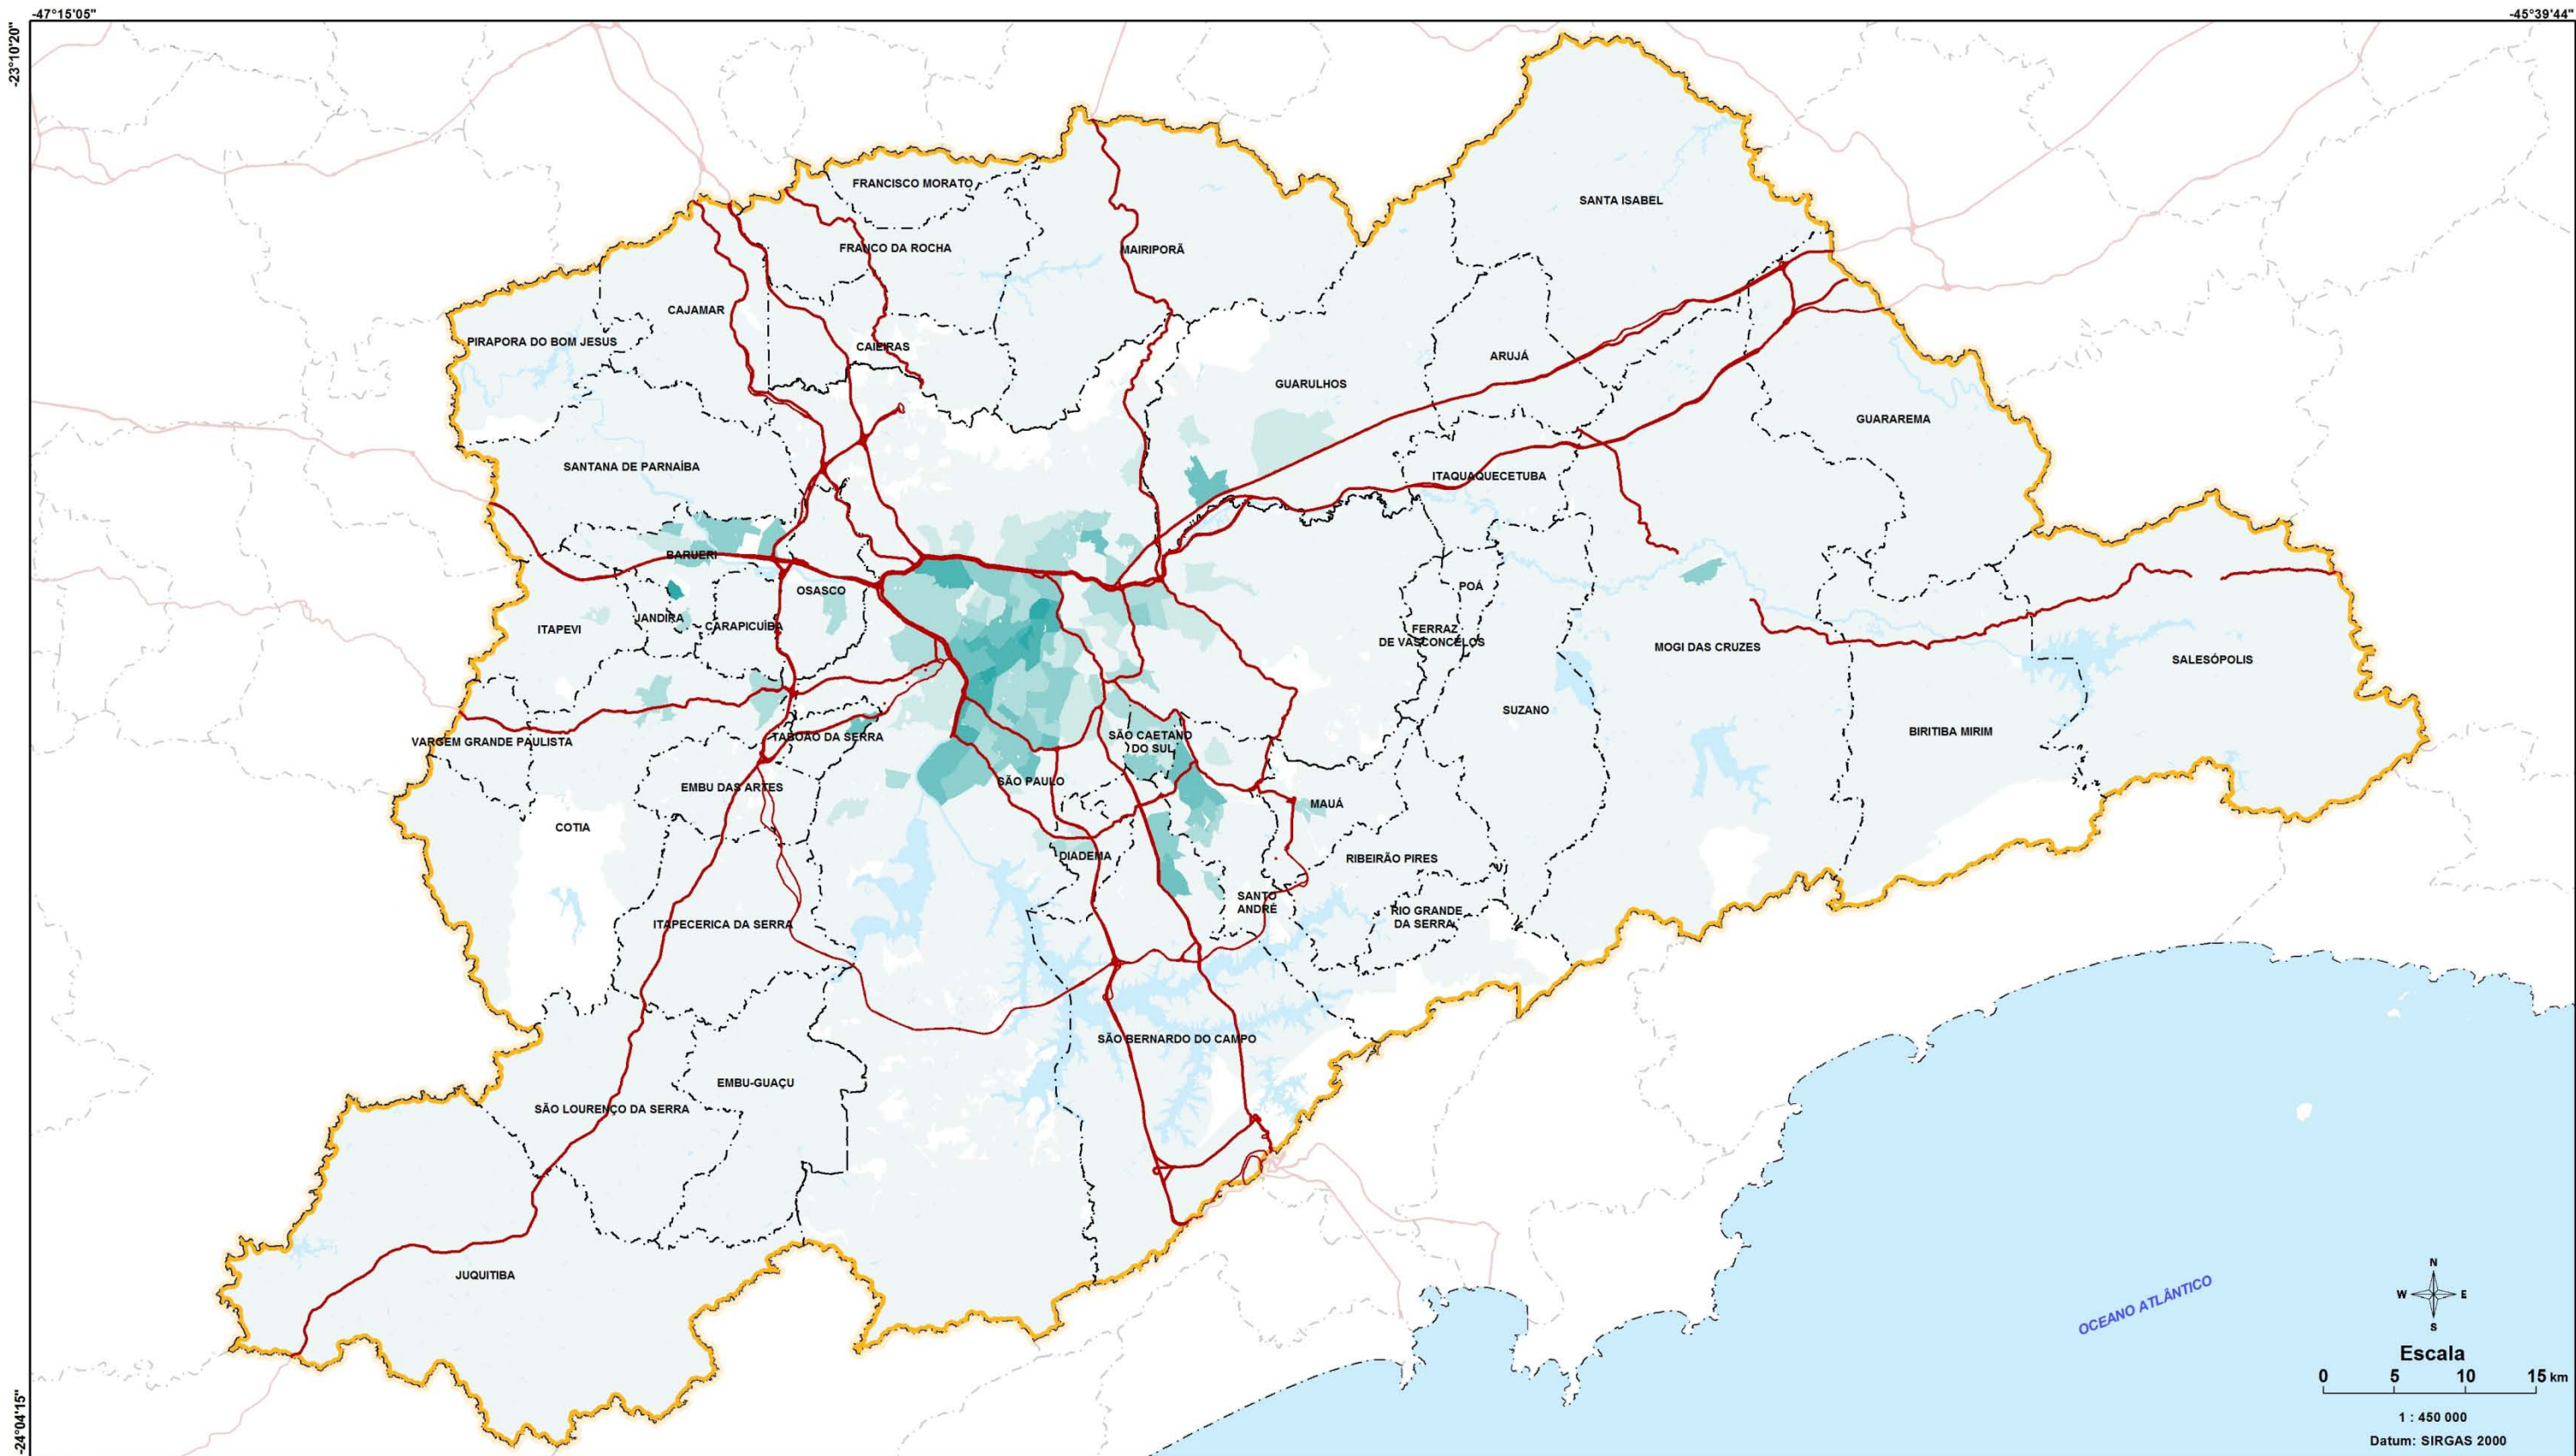 -47°15'05"
-45°39'44"
-23°10'20"
FRANCISCO MORATO
SANTA ISABEL
FRANCO DA ROCHA
MAIRIPORÃ
CAJAMAR
PIRAPORA DO BOM JESUS
CAIEIRAS
ARUJÁ
GUARULHOS
GUARAREMA
SANTANA DE PARNAÍBA
ITAQUAQUECETUBA
BARUERI
OSASCO
POÁ
JANDIRA
CARAPICUÍBA
ITAPEVI
FERRAZ
DE VASCONCELOS
MOGI DAS CRUZES
SALESÓPOLIS
SUZANO
BIRITIBA MIRIM
VARGEM GRANDE PAULISTA
TABOÃO DA SERRA
SÃO CAETANO
DO SUL
SÃO PAULO
EMBU DAS ARTES
MAUÁ
COTIA
DIADEMA
RIBEIRÃO PIRES
SANTO
ANDRÉ
RIO GRANDE
DA SERRA
ITAPECERICA DA SERRA
SÃO BERNARDO DO CAMPO
EMBU-GUAÇU
SÃO LOURENÇO DA SERRA
JUQUITIBA
OCEANO ATLÂNTICO
N
W E
S
Escala
0 5 10 15 km
1 : 450 000
Datum: SIRGAS 2000
-24°04'15"